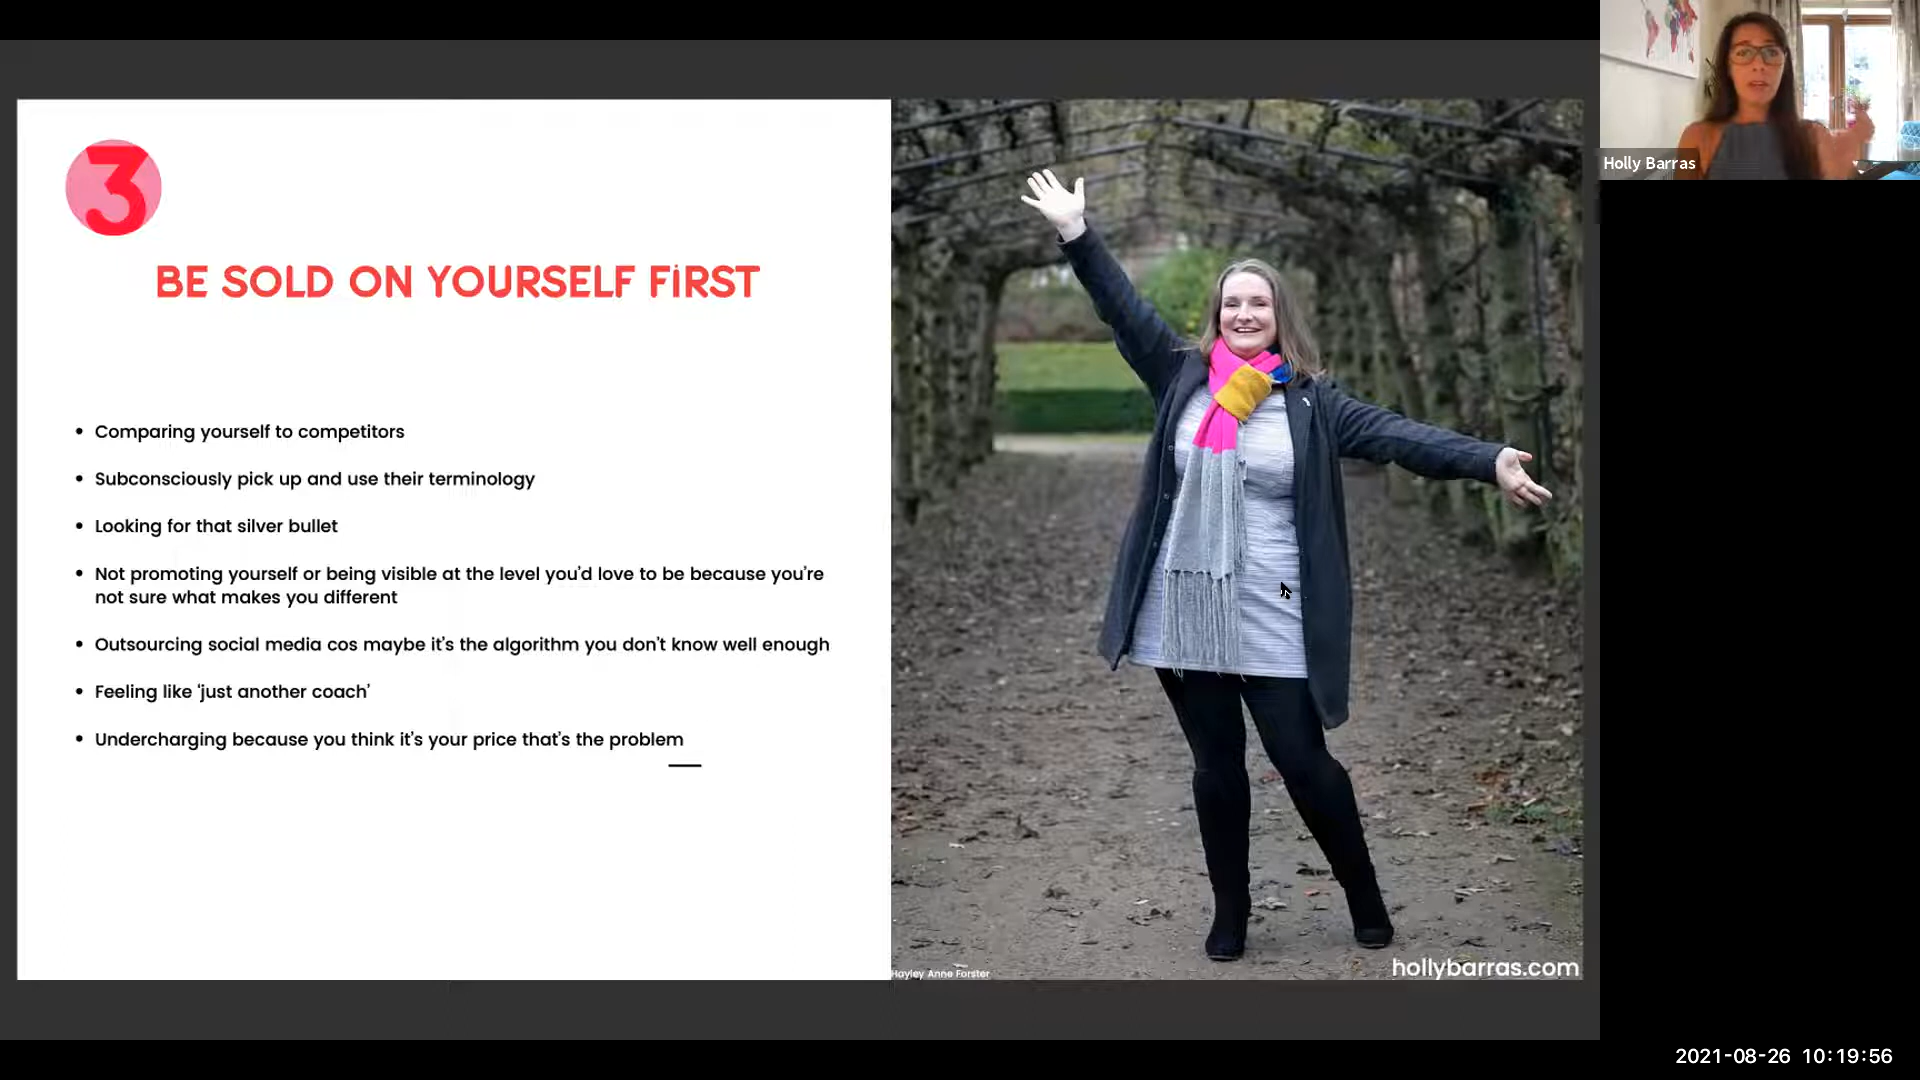 3
BE SOLD ON YOURSELF FIRST
• Comparing yourself to competitors
• Subconsciously pick up and use their terminology
• Looking for that silver bullet
• Not promoting yourself or being visible at the level you'd love to be because you're
not sure what makes you different
• Outsourcing social media cos maybe it's the algorithm you don't know well enough
• Feeling like 'just another coach'
• Undercharging because you think it's your price that's the problem
Hayley Anne Forster
hollybarras.com
Holly Barras
2021-08-26 10:19:56